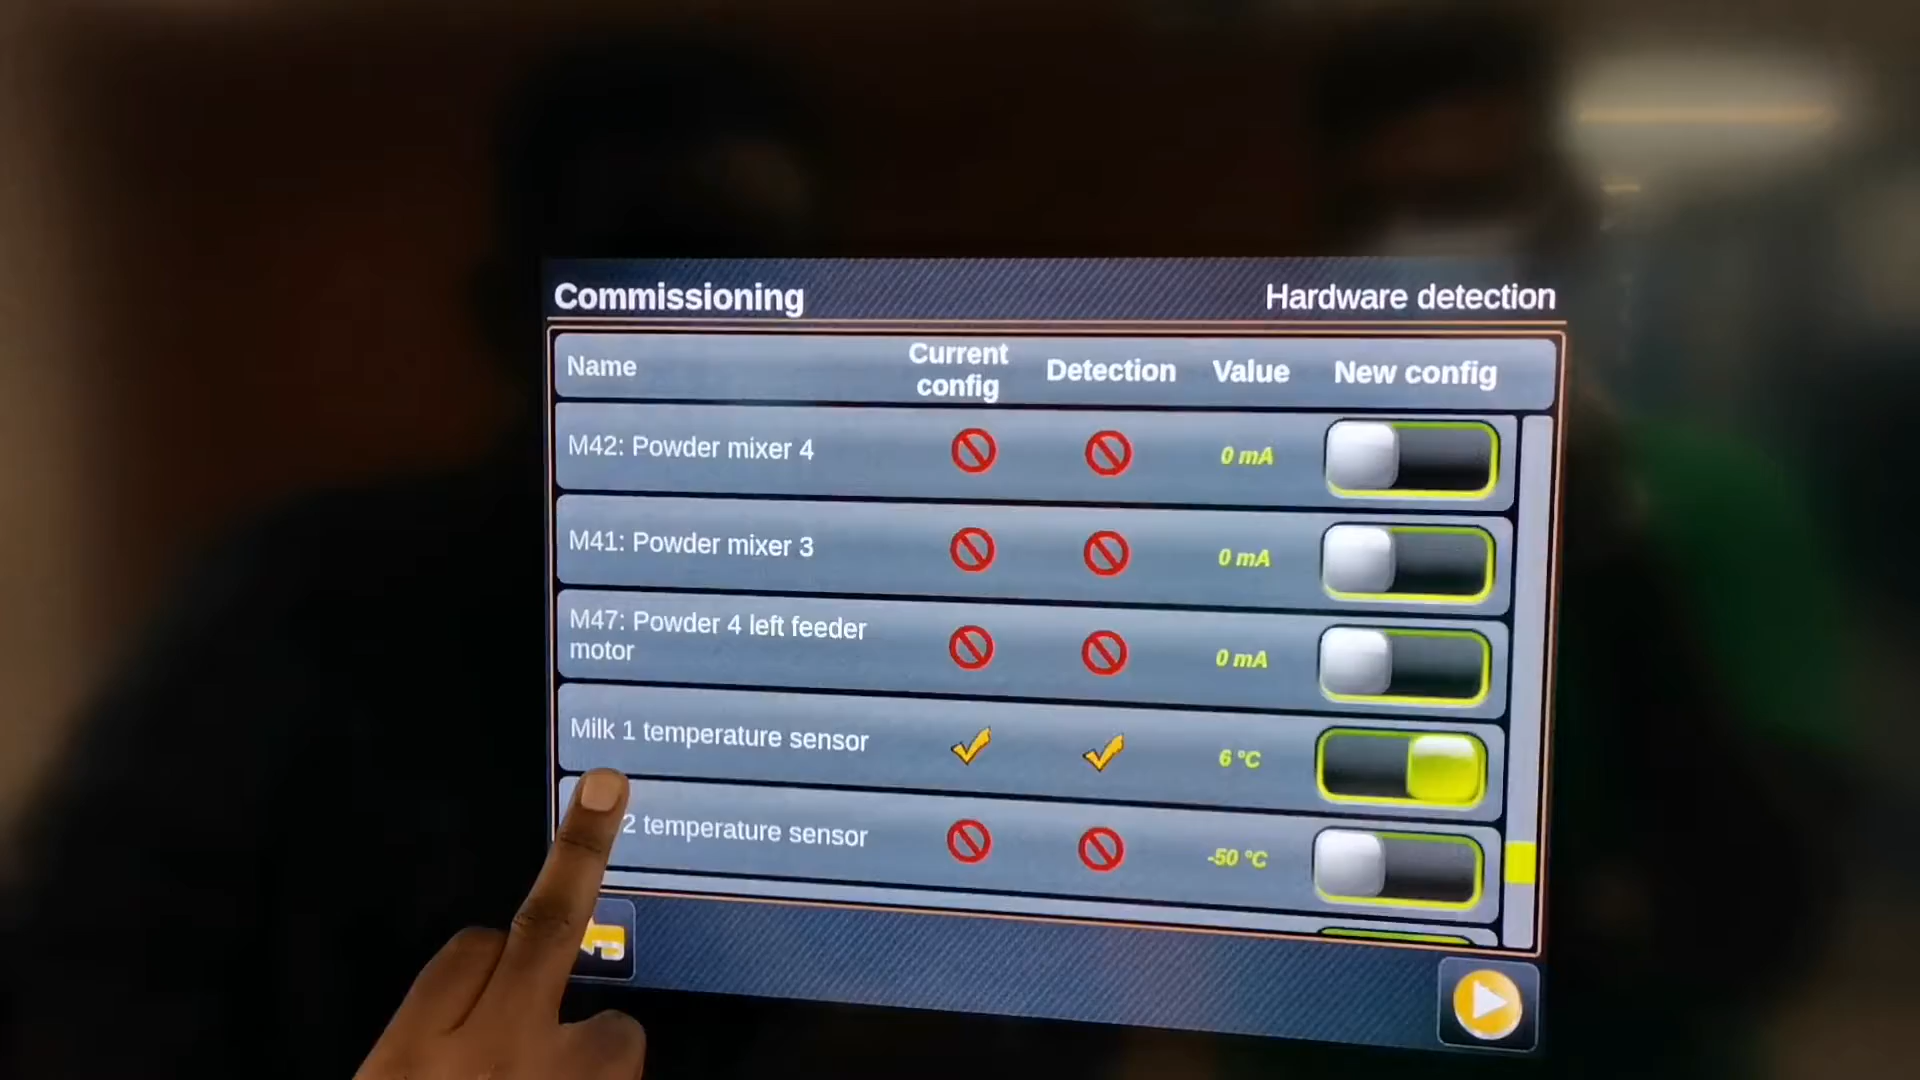 Commissioning
Hardware detection
Name
Current
config
Detection
Value
New config
M42: Powder mixer 4
0 mA
M41: Powder mixer 3
0 mA
M47: Powder 4 left feeder
motor
0 mA
Milk 1 temperature sensor
6 °C
2 temperature sensor
-50 °C